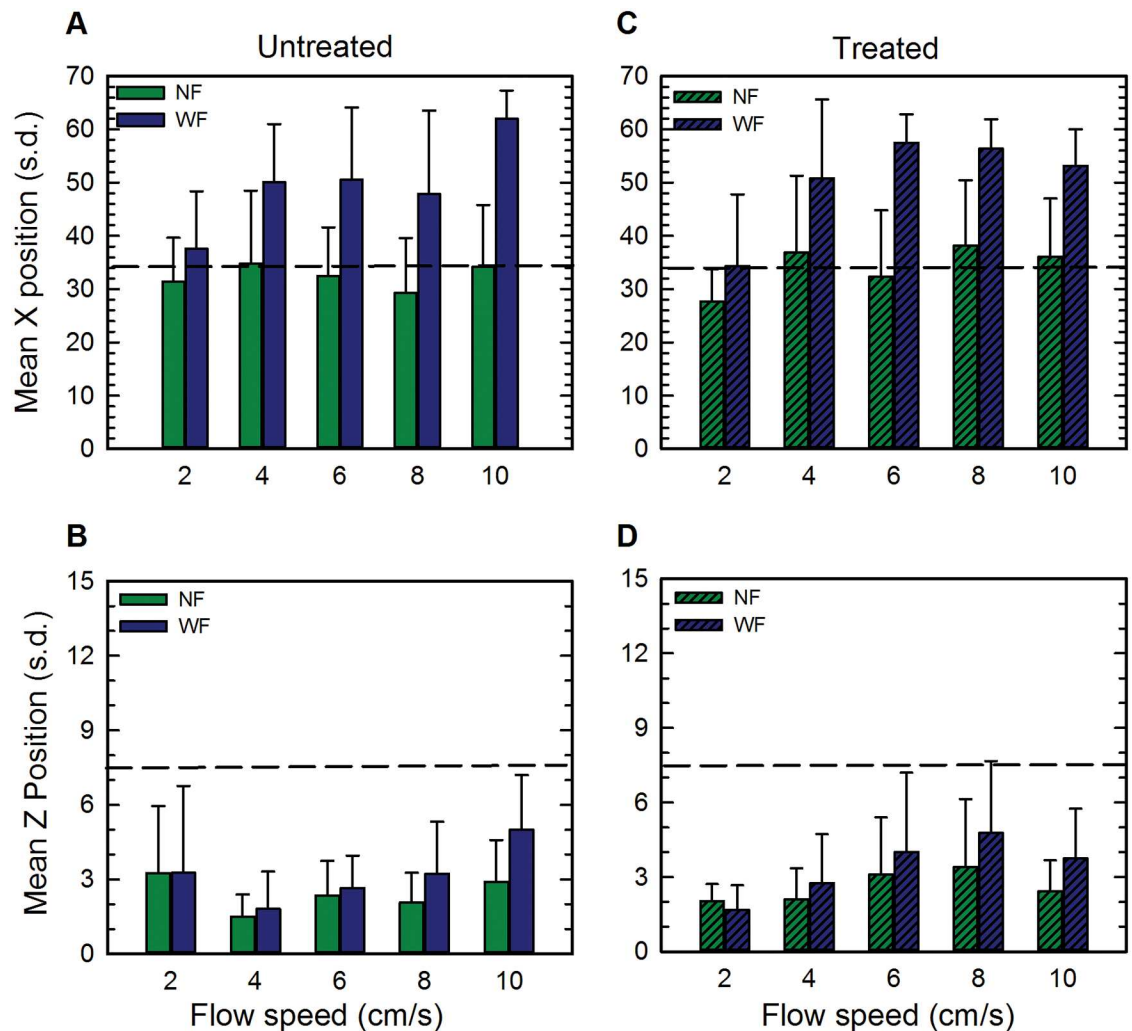 A
Untreated
Mean X position (s.d.)
70
60
50
40
30
20
10
0
NF
WF
2 4 6 8 10
C
Treated
70
60
50
40
30
20
10
0
NF
WF
2 4 6 8 10
B
Mean Z Position (s.d.)
15
12
9
6
3
0
NF
WF
2 4 6 8 10
Flow speed (cm/s)
D
15
12
9
6
3
0
NF
WF
2 4 6 8 10
Flow speed (cm/s)